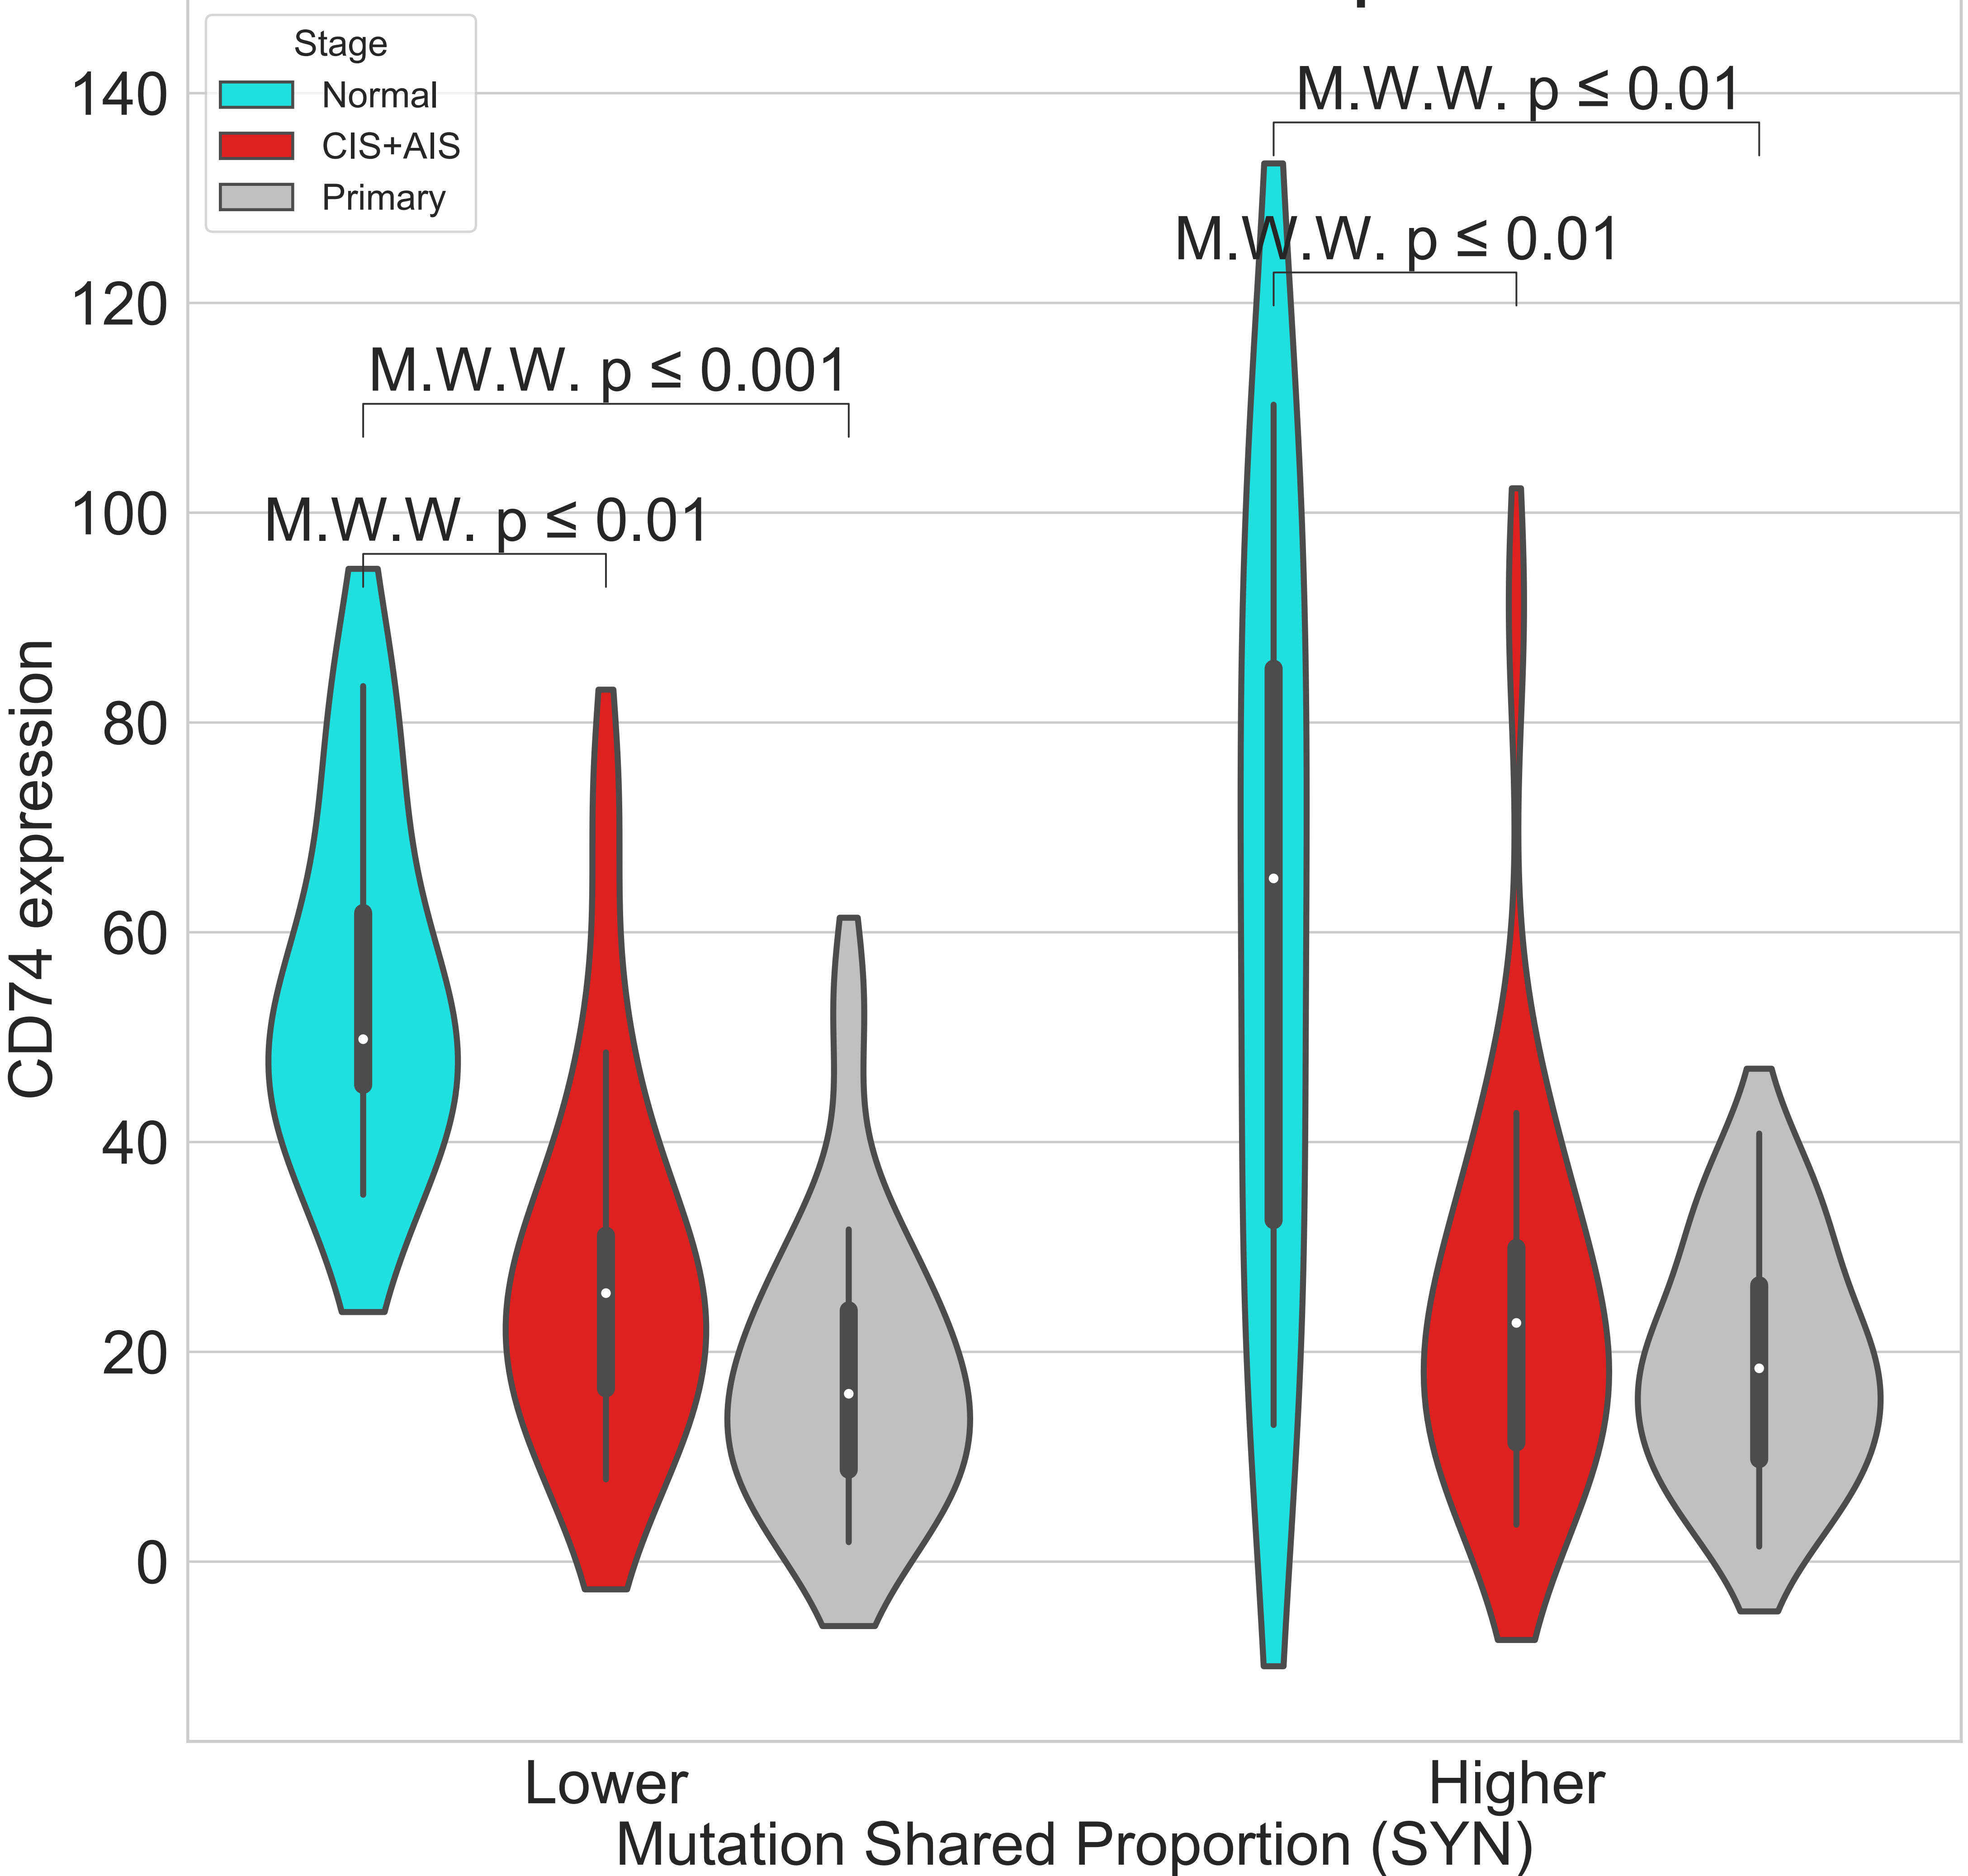 Stage
Normal
CIS+AIS
Primary
140
120
100
80
60
40
20
0
CD74 expression
M.W.W. p ≤ 0.01
M.W.W. p ≤ 0.01
M.W.W. p ≤ 0.001
M.W.W. p ≤ 0.01
Lower
Higher
Mutation Shared Proportion (SYN)